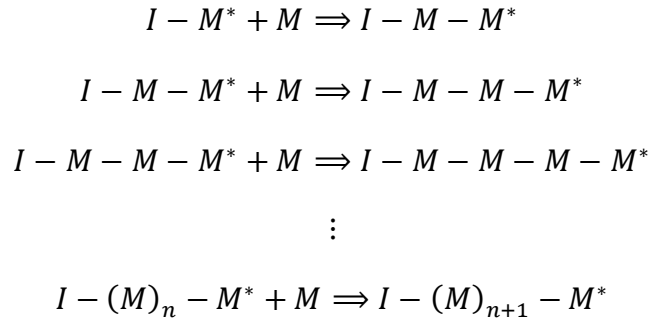 I − M* + M ⟹ I − M − M*
I − M − M* + M ⟹ I − M − M − M*
I − M − M − M* + M ⟹ I − M − M − M − M*
⋮
I − (M)ₙ − M* + M ⟹ I − (M)ₙ₊₁ − M*